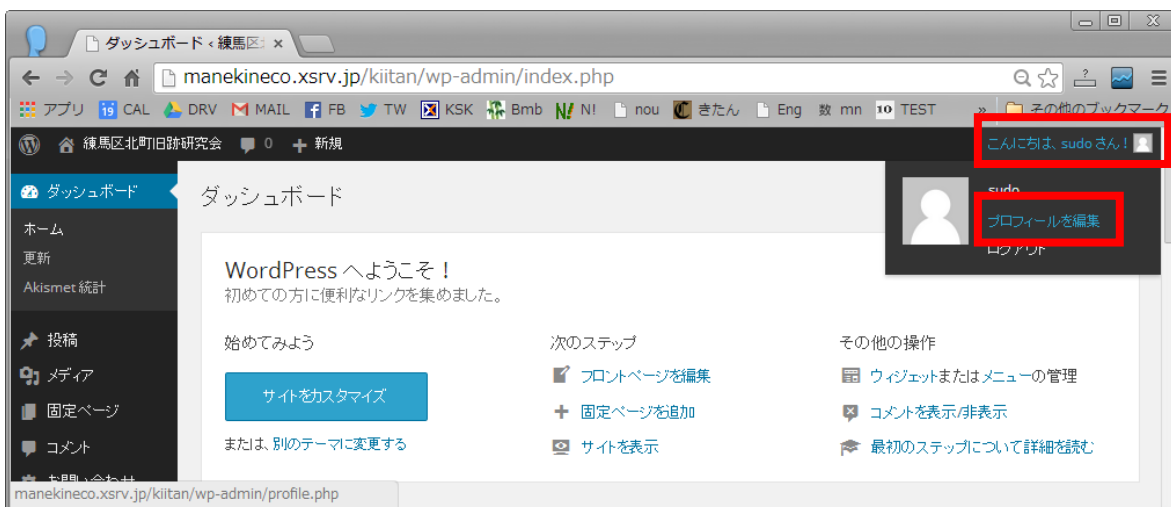 ダッシュボード ‹ 練馬区
manekineco.xsrv.jp/kiitan/wp-admin/index.php
アプリ 19 CAL DRV MAIL FB TW KSK Bmb N! nou きたん Eng 数 mn 10 TEST » その他のブックマーク
練馬区北町旧跡研究会 0 新規 こんにちは、sudo さん!
sudo
プロフィールを編集
ログアウト
ダッシュボード
ホーム
更新
Akismet 統計
投稿
メディア
固定ページ
コメント
お問い合わせ
ダッシュボード
WordPress へようこそ!
初めての方に便利なリンクを集めました。
始めてみよう
サイトをカスタマイズ
または、別のテーマに変更する
次のステップ
フロントページを編集
固定ページを追加
サイトを表示
その他の操作
ウィジェットまたはメニューの管理
コメントを表示/非表示
最初のステップについて詳細を読む
manekineco.xsrv.jp/kiitan/wp-admin/profile.php